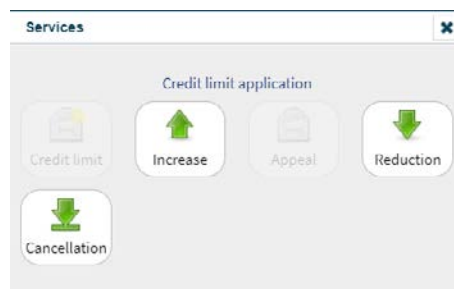 Services
Credit limit application
Credit limit Increase Appeal Reduction
Cancellation